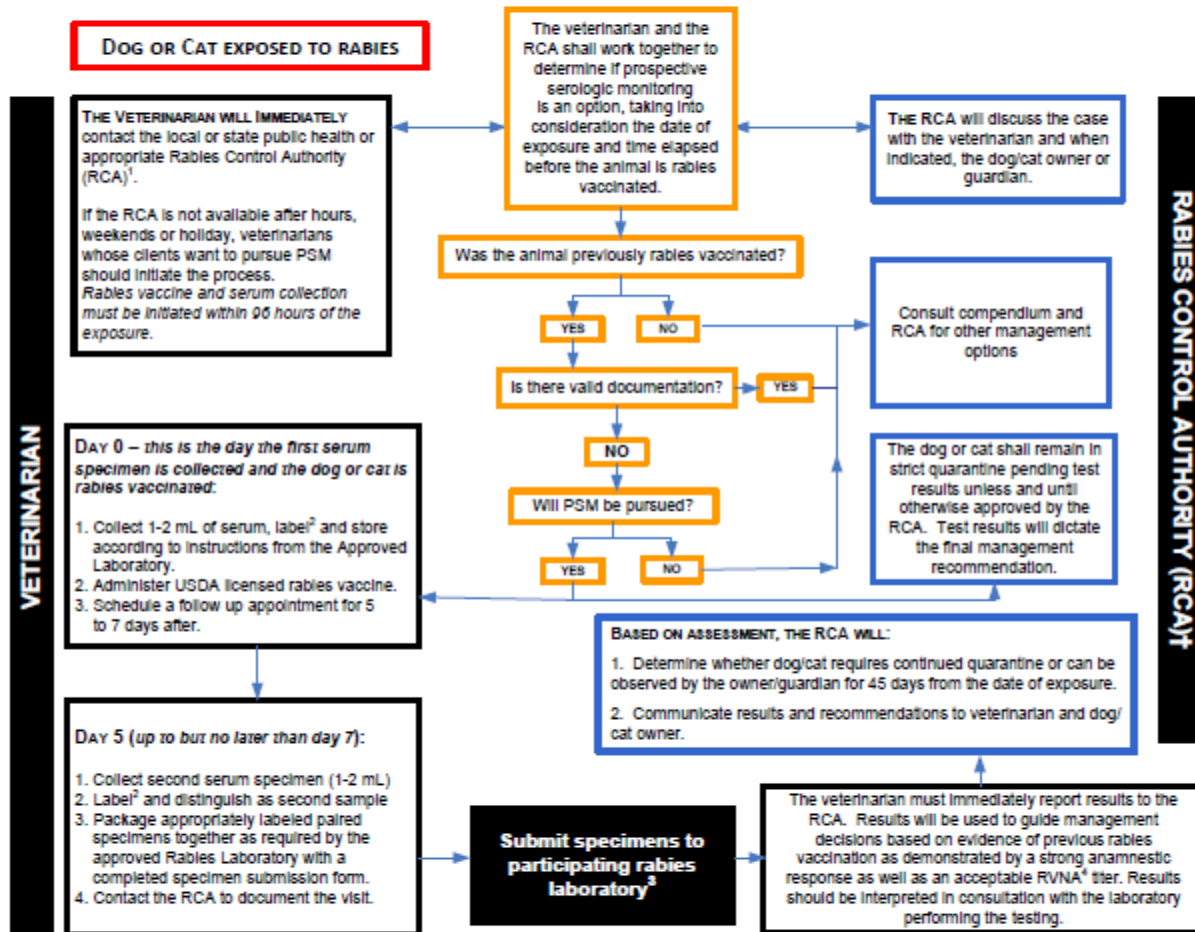 DOG OR CAT EXPOSED TO RABIES
The veterinarian and the
RCA shall work together to
determine if prospective
serologic monitoring
is an option, taking into
consideration the date of
exposure and time elapsed
before the animal is rabies
vaccinated.
THE VETERINARIAN WILL IMMEDIATELY
contact the local or state public health or
appropriate Rabies Control Authority
(RCA)¹.
If the RCA is not available after hours,
weekends or holiday, veterinarians
whose clients want to pursue PSM
should initiate the process.
Rabies vaccine and serum collection
must be initiated within 96 hours of the
exposure.
THE RCA will discuss the case
with the veterinarian and when
indicated, the dog/cat owner or
guardian.
Was the animal previously rabies vaccinated?
YES
NO
Consult compendium and
RCA for other management
options
Is there valid documentation?
YES
NO
Will PSM be pursued?
YES
NO
VETERINARIAN
RABIES CONTROL AUTHORITY (RCA)†
DAY 0 – this is the day the first serum
specimen is collected and the dog or cat is
rabies vaccinated:
1. Collect 1-2 mL of serum, label² and store
according to instructions from the Approved
Laboratory.
2. Administer USDA licensed rabies vaccine.
3. Schedule a follow up appointment for 5
to 7 days after.
The dog or cat shall remain in
strict quarantine pending test
results unless and until
otherwise approved by the
RCA. Test results will dictate
the final management
recommendation.
BASED ON ASSESSMENT, THE RCA WILL:
1. Determine whether dog/cat requires continued quarantine or can be
observed by the owner/guardian for 45 days from the date of exposure.
2. Communicate results and recommendations to veterinarian and dog/
cat owner.
DAY 5 (up to but no later than day 7):
1. Collect second serum specimen (1-2 mL)
2. Label² and distinguish as second sample
3. Package appropriately labeled paired
specimens together as required by the
approved Rabies Laboratory with a
completed specimen submission form.
4. Contact the RCA to document the visit.
Submit specimens to
participating rabies
laboratory³
The veterinarian must immediately report results to the
RCA. Results will be used to guide management
decisions based on evidence of previous rabies
vaccination as demonstrated by a strong anamnestic
response as well as an acceptable RVNA⁴ titer. Results
should be interpreted in consultation with the laboratory
performing the testing.